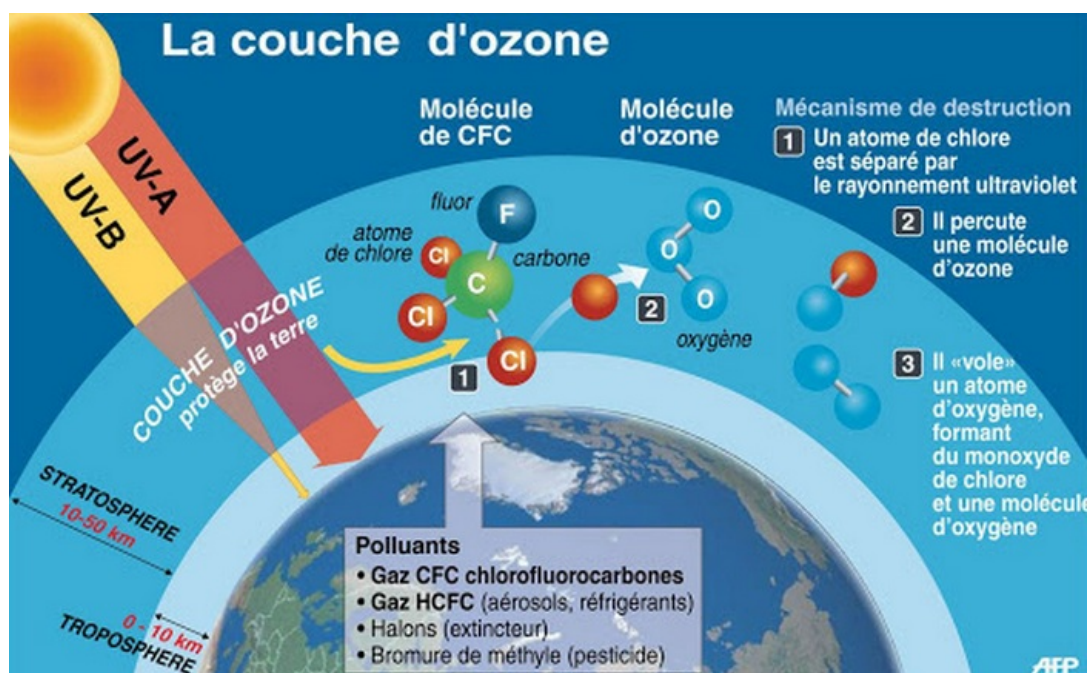 La couche d'ozone
UV-A
UV-B
COUCHE D'OZONE
protège la terre
STRATOSPHERE
10-50 km
0 - 10 km
TROPOSPHERE
Molécule
de CFC
fluor
F
atome
de chlore
Cl
C
carbone
Cl
Cl
1
Molécule
d'ozone
O
O
O
2
oxygène
Mécanisme de destruction
1 Un atome de chlore
est séparé par
le rayonnement ultraviolet
2 Il percute
une molécule
d'ozone
3 Il «vole»
un atome
d'oxygène,
formant
du monoxyde
de chlore
et une molécule
d'oxygène
Polluants
• Gaz CFC chlorofluorocarbones
• Gaz HCFC (aérosols, réfrigérants)
• Halons (extincteur)
• Bromure de méthyle (pesticide)
AFP